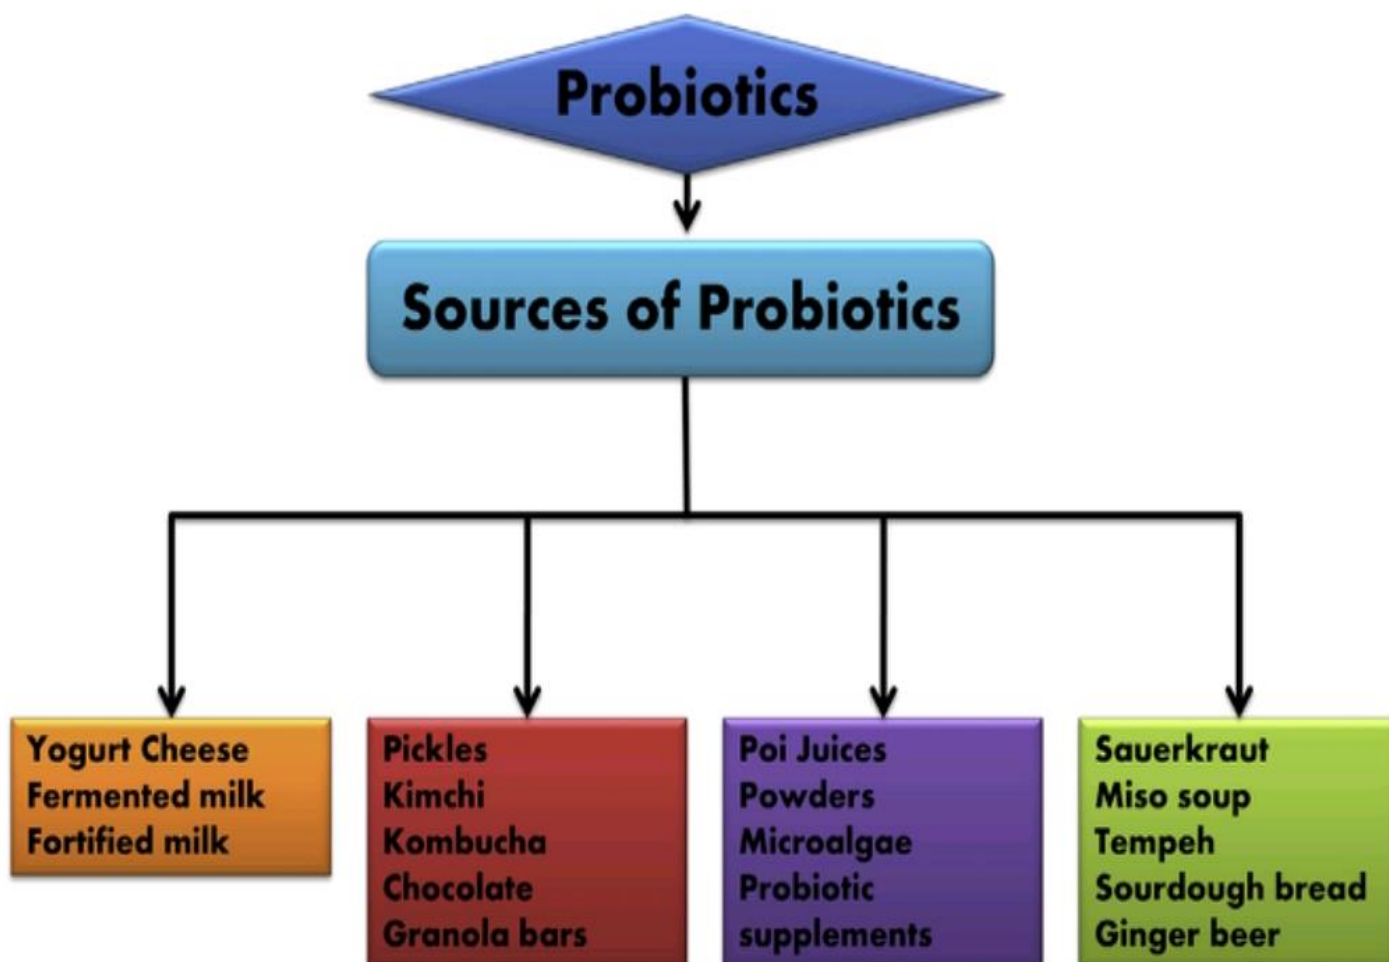 Probiotics
Sources of Probiotics
Yogurt Cheese
Fermented milk
Fortified milk
Pickles
Kimchi
Kombucha
Chocolate
Granola bars
Poi Juices
Powders
Microalgae
Probiotic
supplements
Sauerkraut
Miso soup
Tempeh
Sourdough bread
Ginger beer